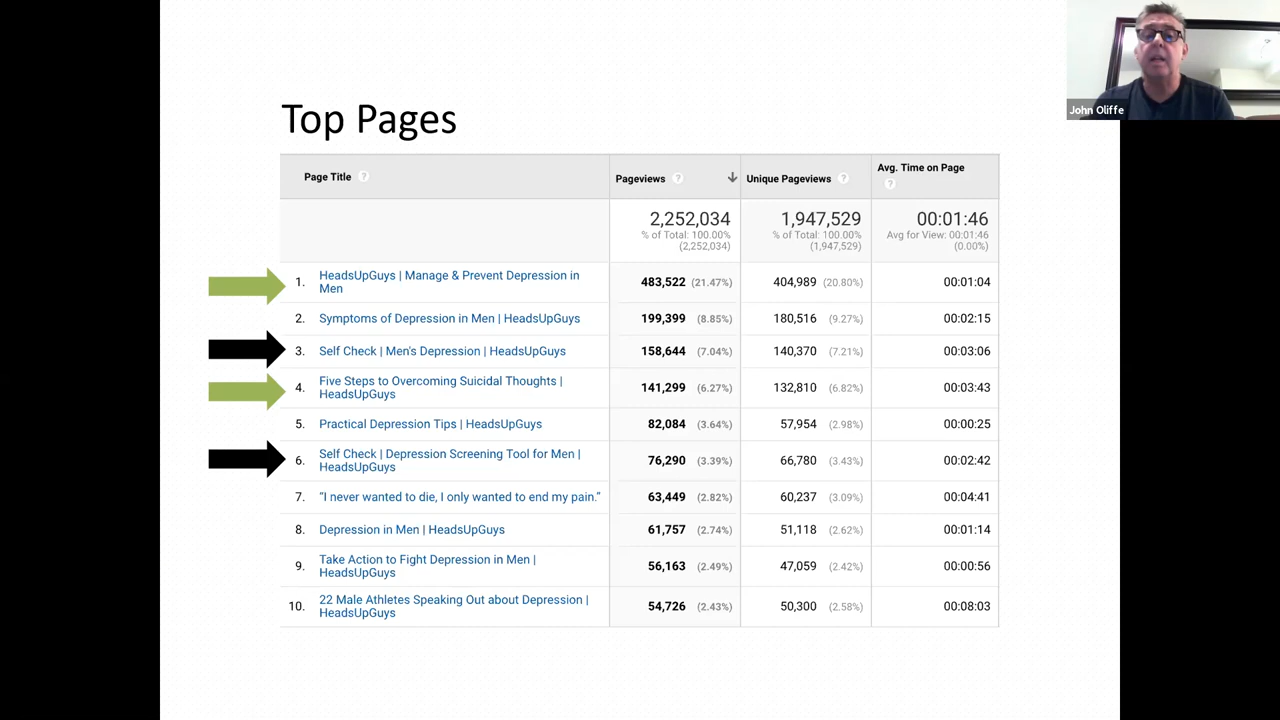 John Oliffe
Top Pages
Page Title ?
Pageviews ?
Unique Pageviews ?
Avg. Time on Page
?
2,252,034
% of Total: 100.00%
(2,252,034)
1,947,529
% of Total: 100.00%
(1,947,529)
00:01:46
Avg for View: 00:01:46
(0.00%)
1. HeadsUpGuys | Manage & Prevent Depression in
Men
483,522 (21.47%) 404,989 (20.80%) 00:01:04
2. Symptoms of Depression in Men | HeadsUpGuys 199,399 (8.85%) 180,516 (9.27%) 00:02:15
3. Self Check | Men's Depression | HeadsUpGuys 158,644 (7.04%) 140,370 (7.21%) 00:03:06
4. Five Steps to Overcoming Suicidal Thoughts |
HeadsUpGuys
141,299 (6.27%) 132,810 (6.82%) 00:03:43
5. Practical Depression Tips | HeadsUpGuys 82,084 (3.64%) 57,954 (2.98%) 00:00:25
6. Self Check | Depression Screening Tool for Men |
HeadsUpGuys
76,290 (3.39%) 66,780 (3.43%) 00:02:42
7. “I never wanted to die, I only wanted to end my pain.” 63,449 (2.82%) 60,237 (3.09%) 00:04:41
8. Depression in Men | HeadsUpGuys 61,757 (2.74%) 51,118 (2.62%) 00:01:14
9. Take Action to Fight Depression in Men |
HeadsUpGuys
56,163 (2.49%) 47,059 (2.42%) 00:00:56
10. 22 Male Athletes Speaking Out about Depression |
HeadsUpGuys
54,726 (2.43%) 50,300 (2.58%) 00:08:03